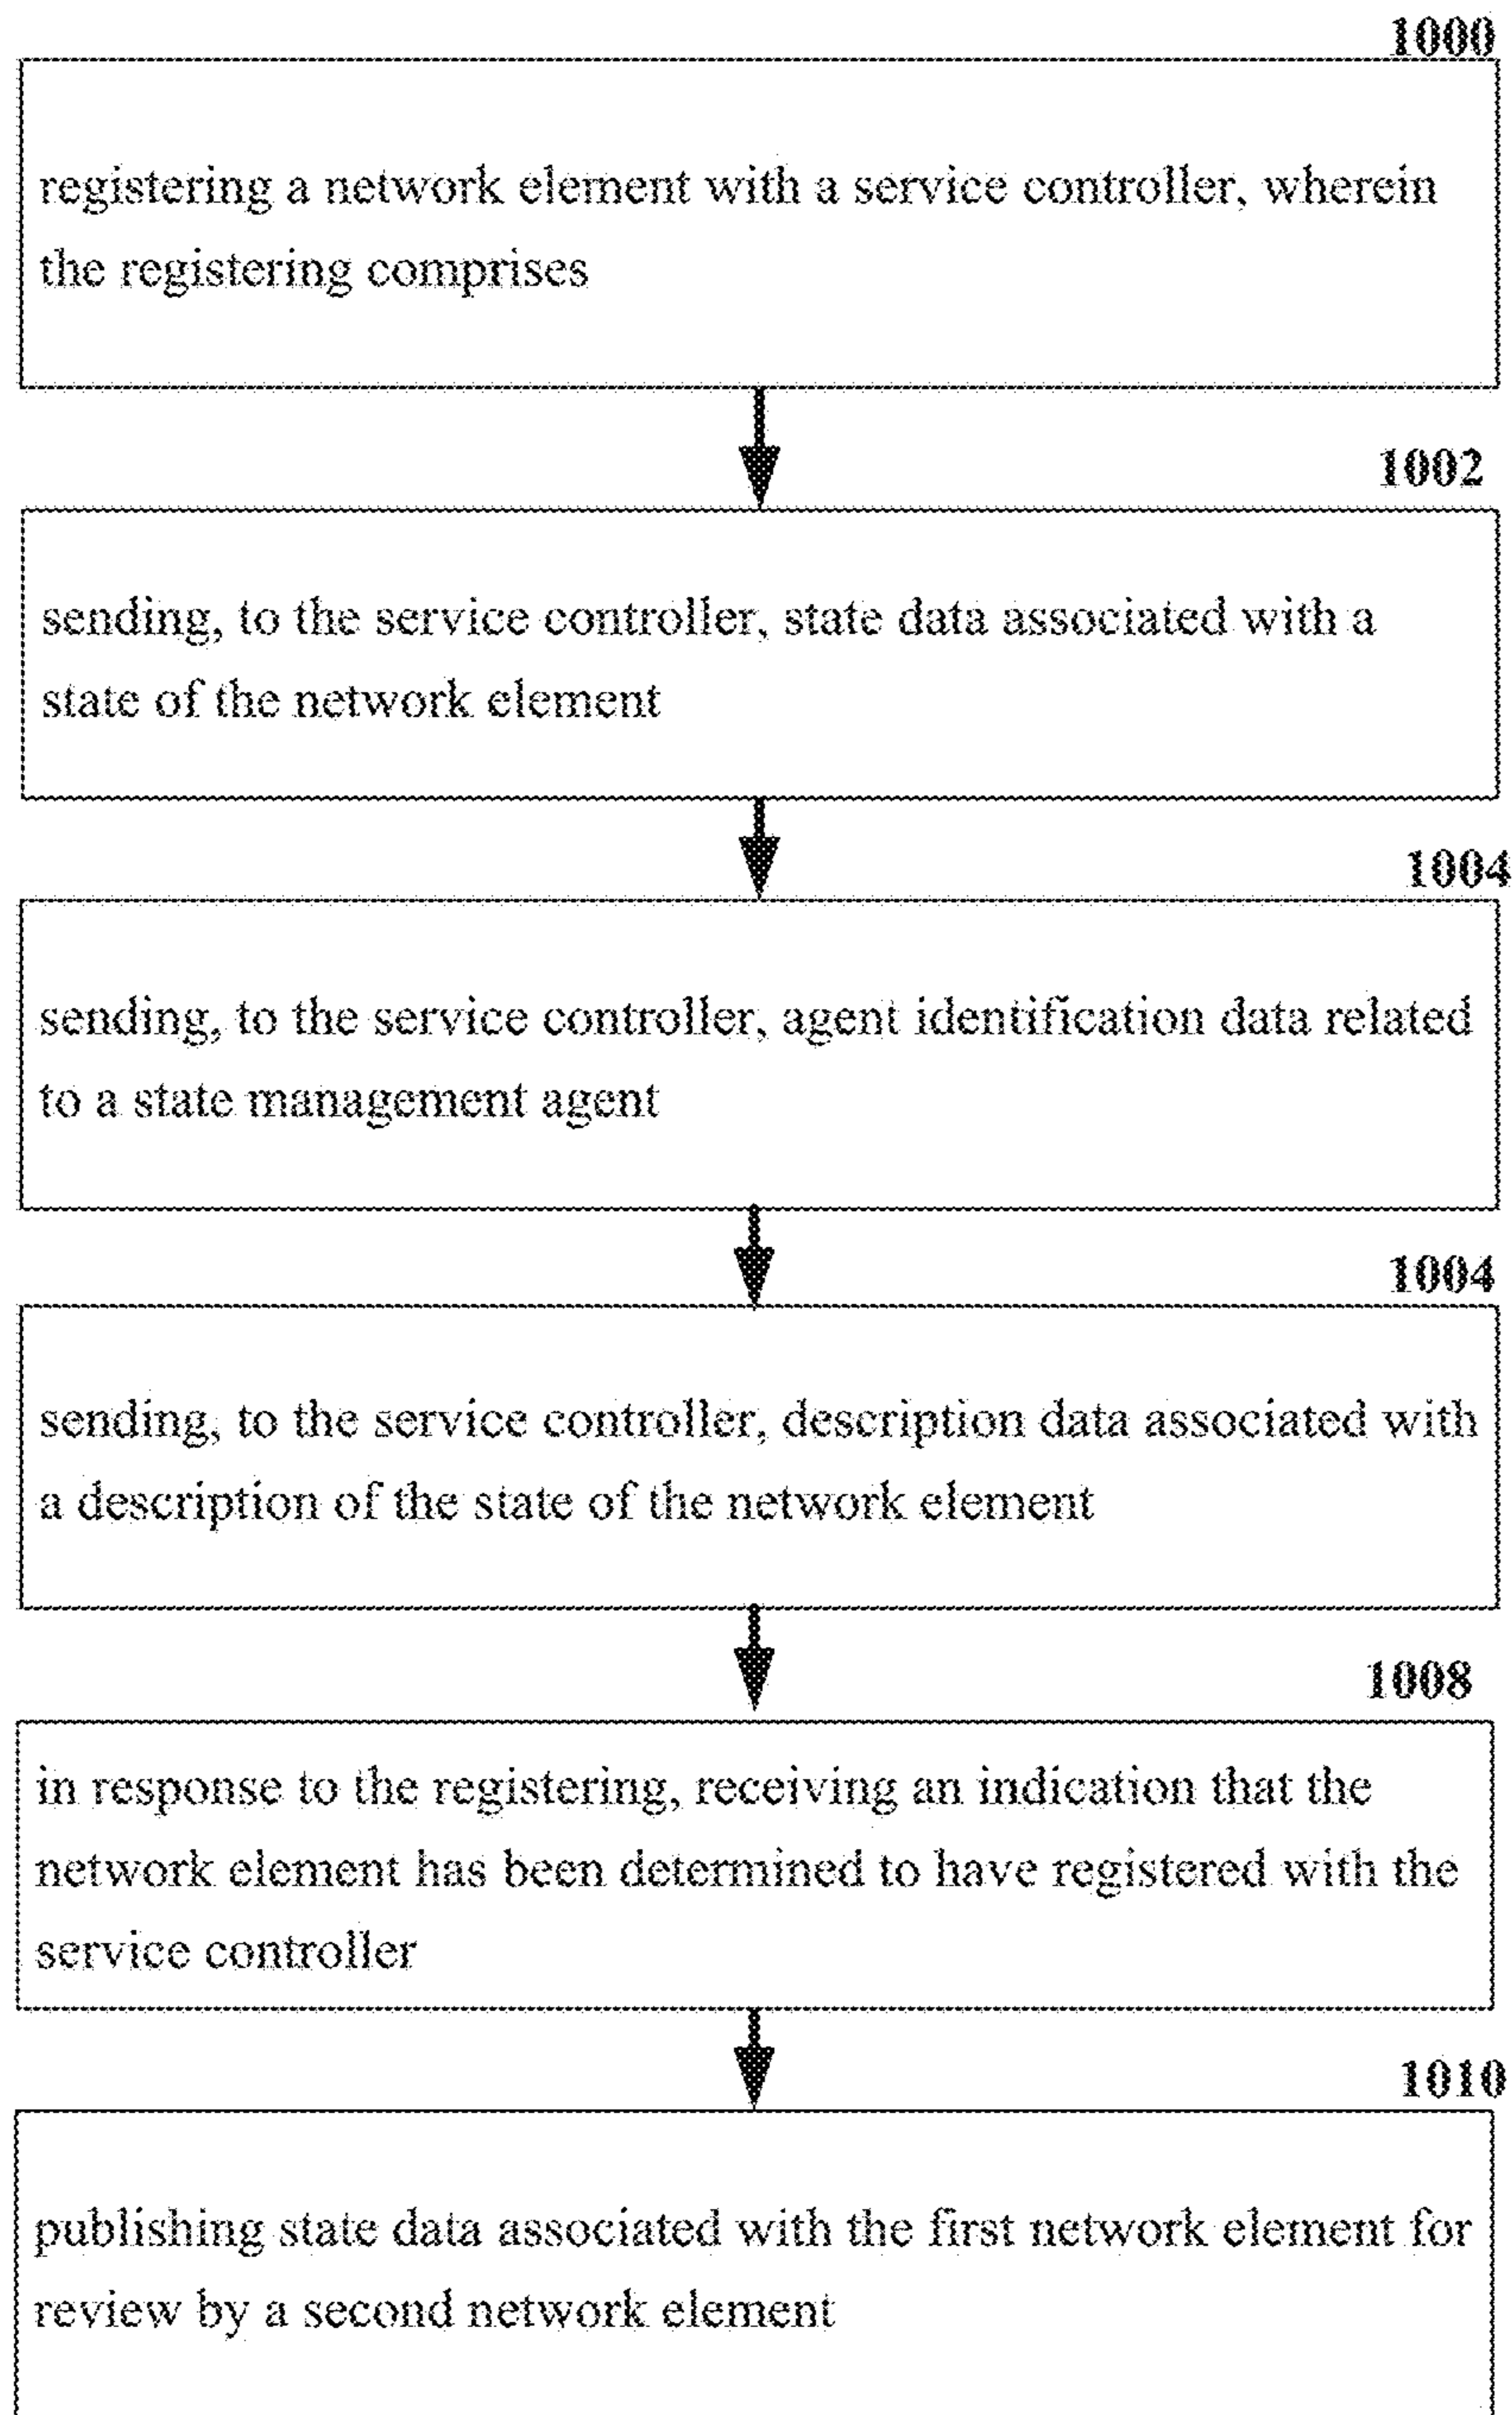 1000
registering a network element with a service controller, wherein
the registering comprises
1002
sending, to the service controller, state data associated with a
state of the network element
1004
sending, to the service controller, agent identification data related
to a state management agent
1004
sending, to the service controller, description data associated with
a description of the state of the network element
1008
in response to the registering, receiving an indication that the
network element has been determined to have registered with the
service controller
1010
publishing state data associated with the first network element for
review by a second network element